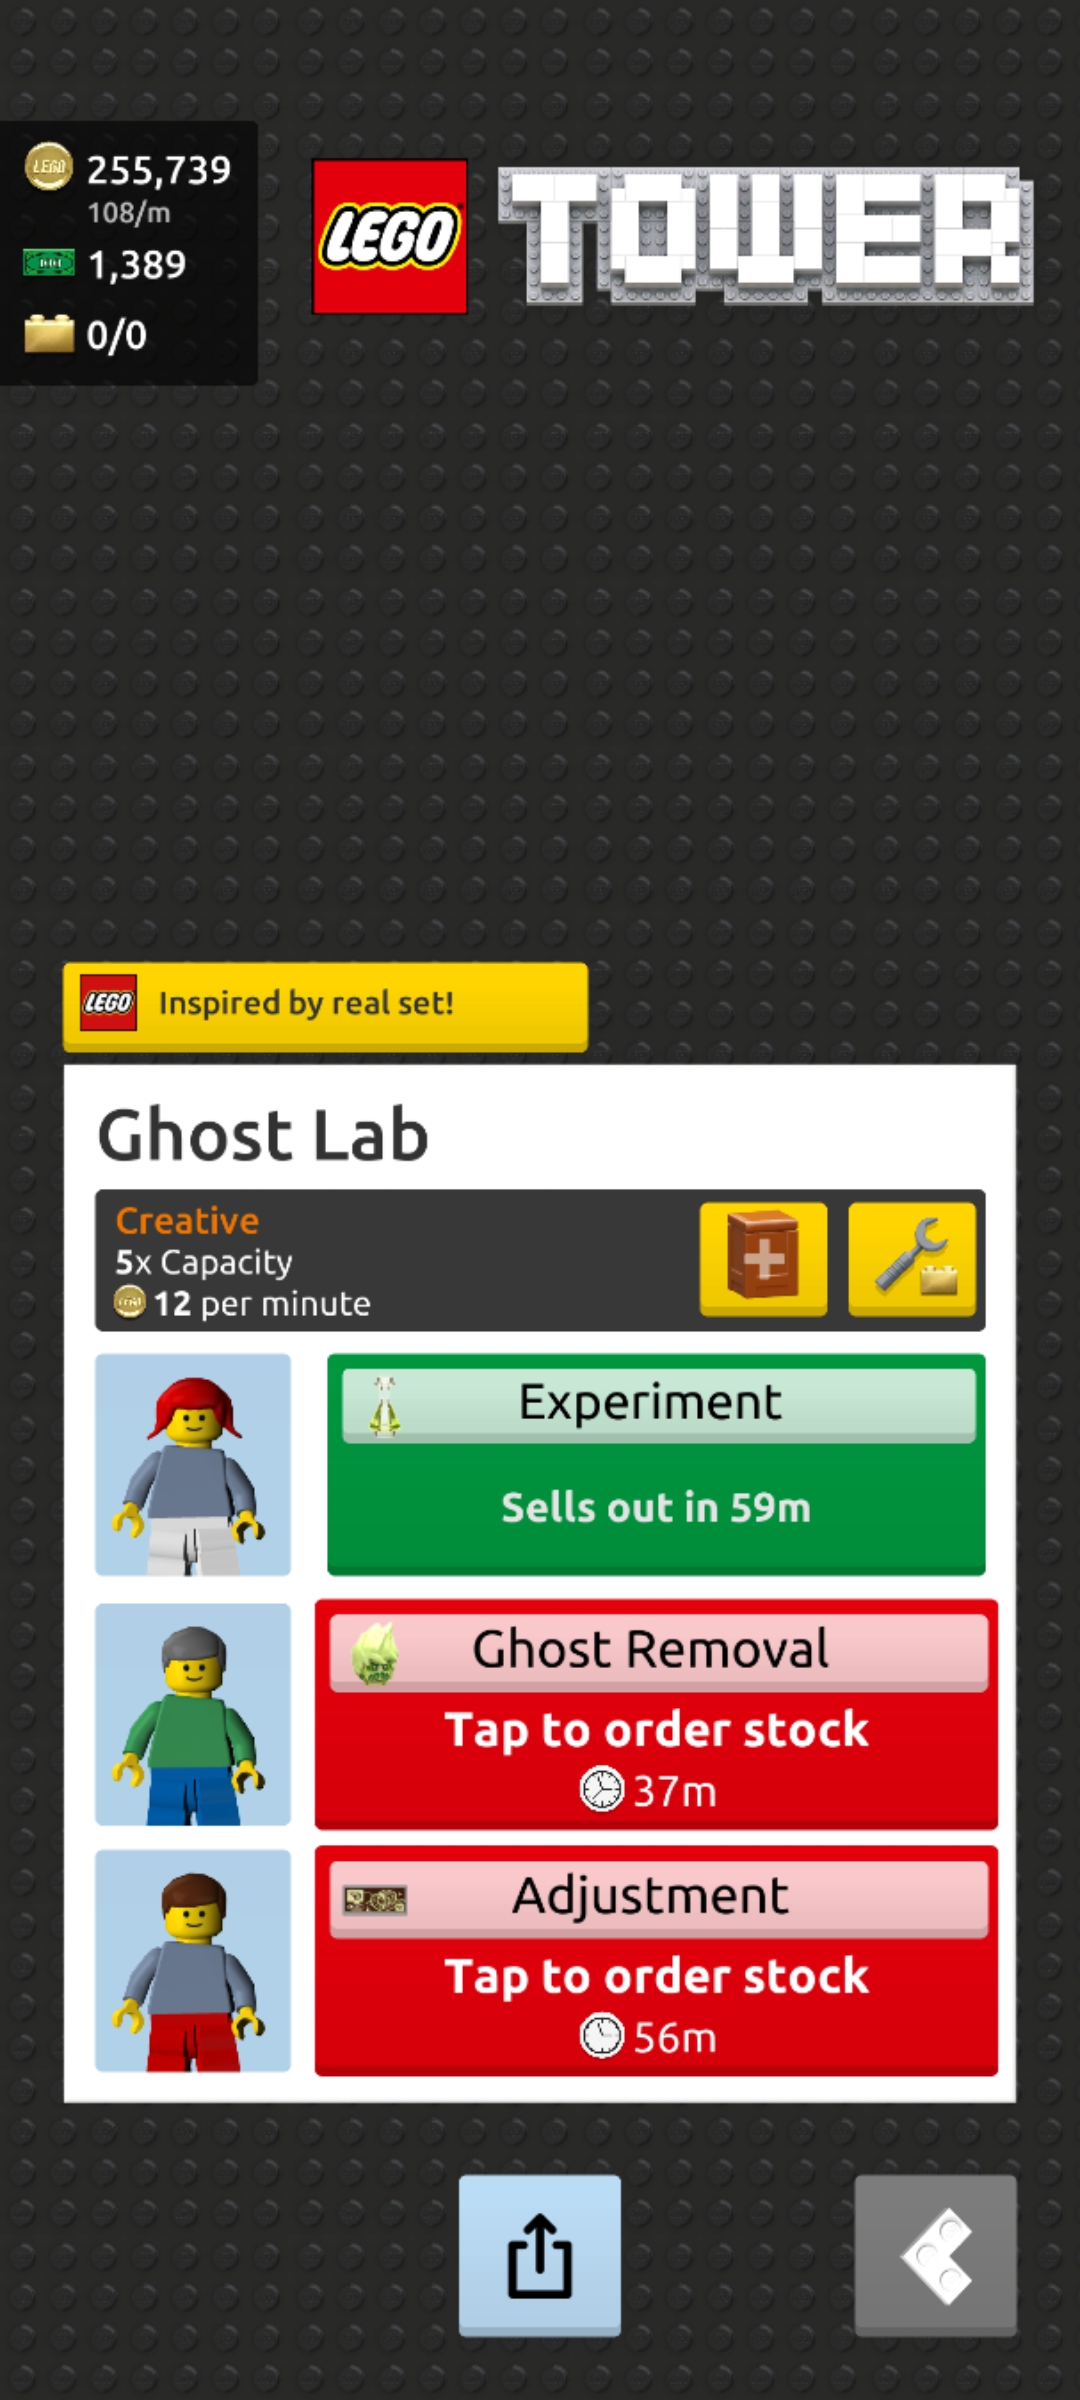 255,739
108/m
1,389
0/0
LEGO
TOWER
LEGO Inspired by real set!
Ghost Lab
Creative
5x Capacity
12 per minute
Experiment
Sells out in 59m
Ghost Removal
Tap to order stock
37m
Adjustment
Tap to order stock
56m